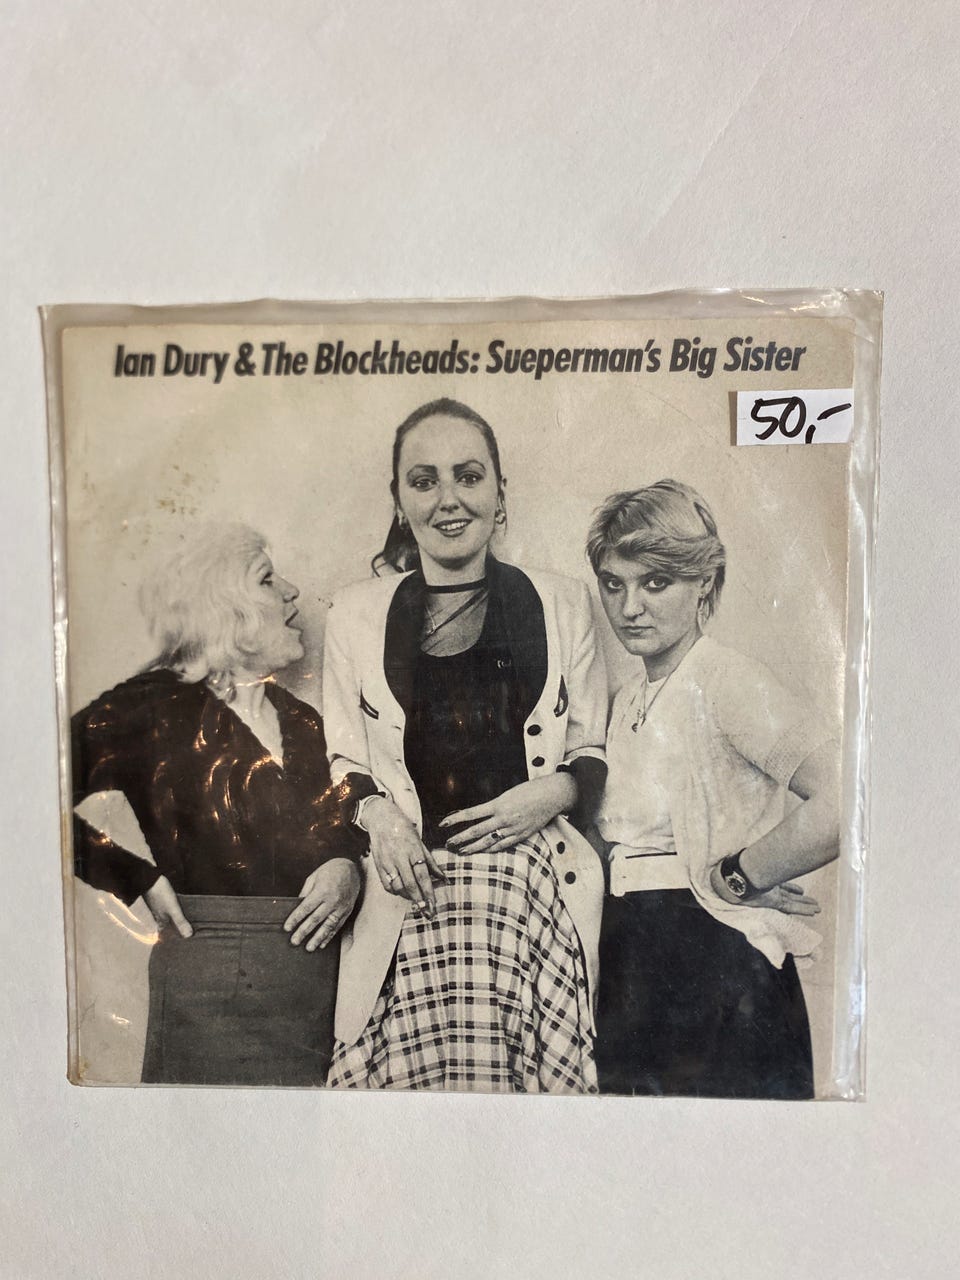 Ian Dury & The Blockheads: Sueperman's Big Sister
50,-